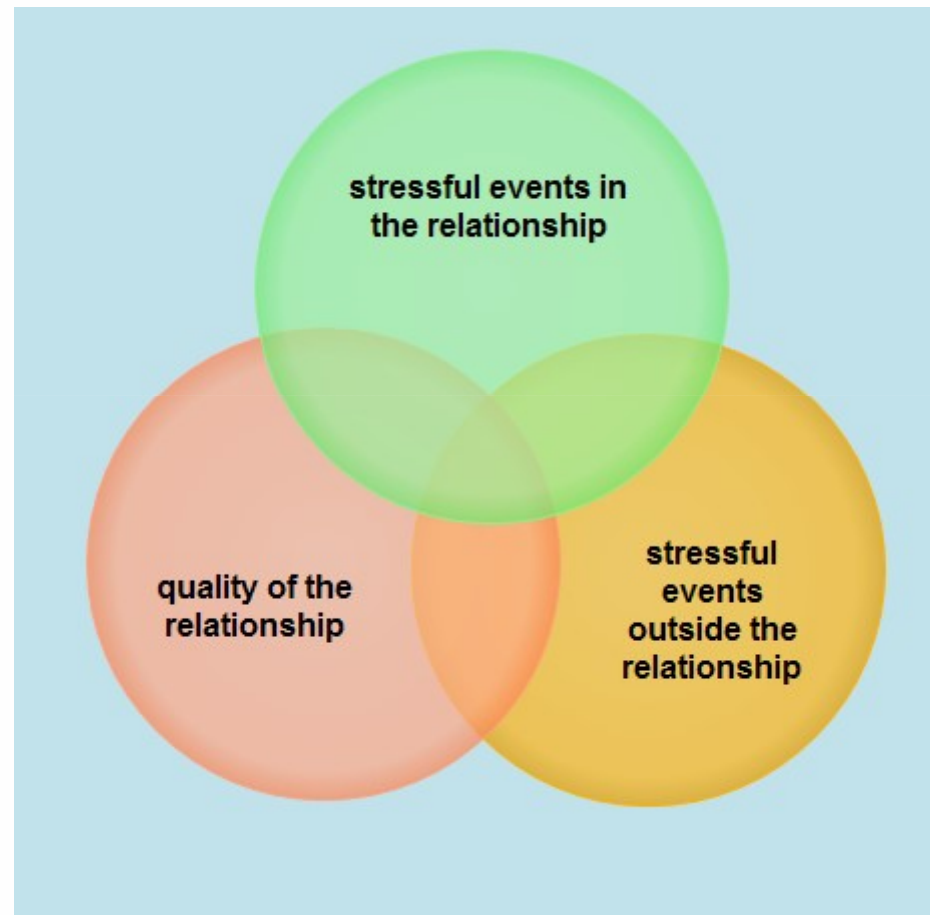 stressful events in
the relationship
quality of the
relationship
stressful
events
outside the
relationship